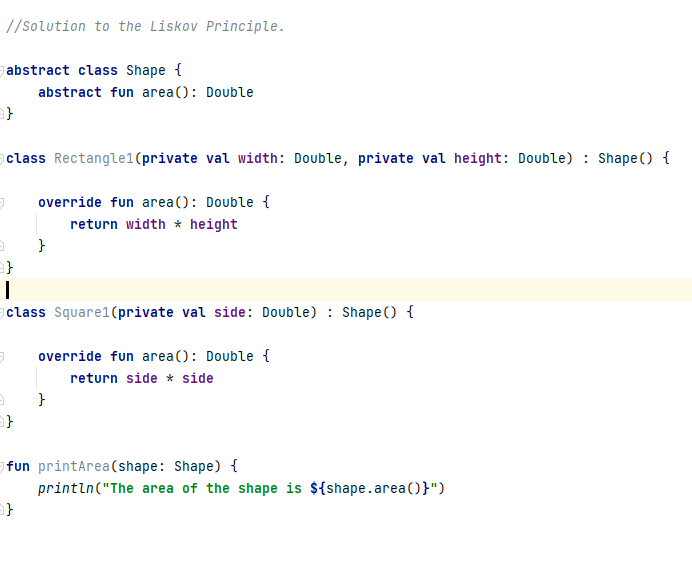 //Solution to the Liskov Principle.
abstract class Shape {
    abstract fun area(): Double
}
class Rectangle1(private val width: Double, private val height: Double) : Shape() {
    override fun area(): Double {
        return width * height
    }
}
class Square1(private val side: Double) : Shape() {
    override fun area(): Double {
        return side * side
    }
}
fun printArea(shape: Shape) {
    println("The area of the shape is ${shape.area()}")
}